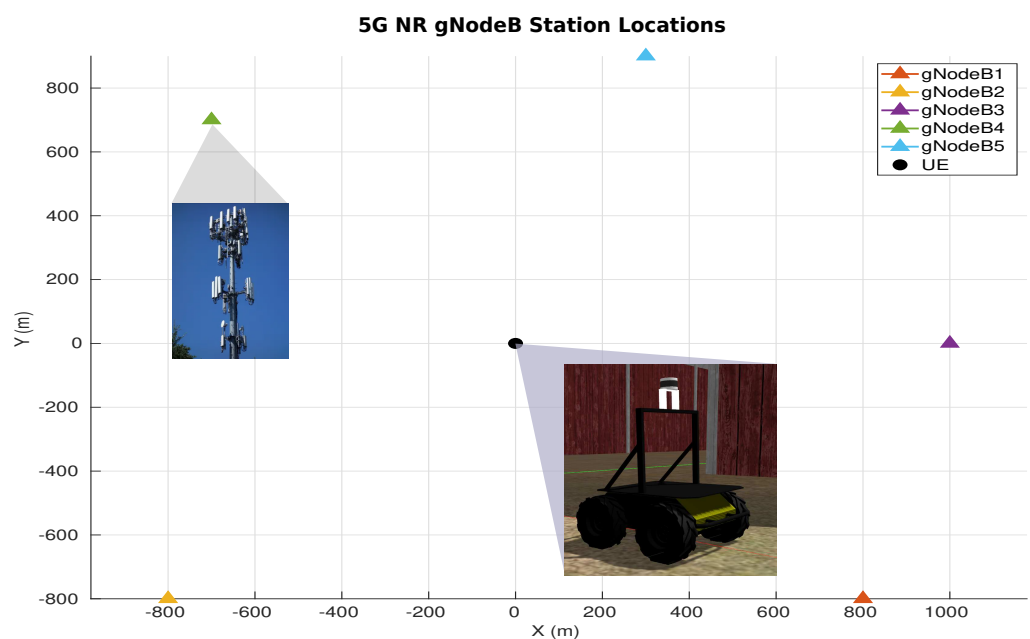 5G NR gNodeB Station Locations
gNodeB1
gNodeB2
gNodeB3
gNodeB4
gNodeB5
UE
Y (m)
800
600
400
200
0
-200
-400
-600
-800
-800
-600
-400
-200
0
200
400
600
800
1000
X (m)